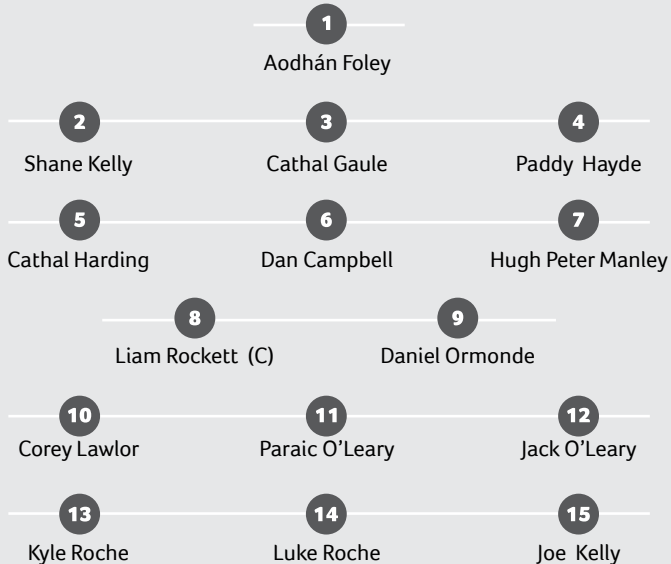 1
Aodhán Foley
2 3 4
Shane Kelly Cathal Gaule Paddy Hayde
5 6 7
Cathal Harding Dan Campbell Hugh Peter Manley
8 9
Liam Rockett (C) Daniel Ormonde
10 11 12
Corey Lawlor Paraic O’Leary Jack O’Leary
13 14 15
Kyle Roche Luke Roche Joe Kelly